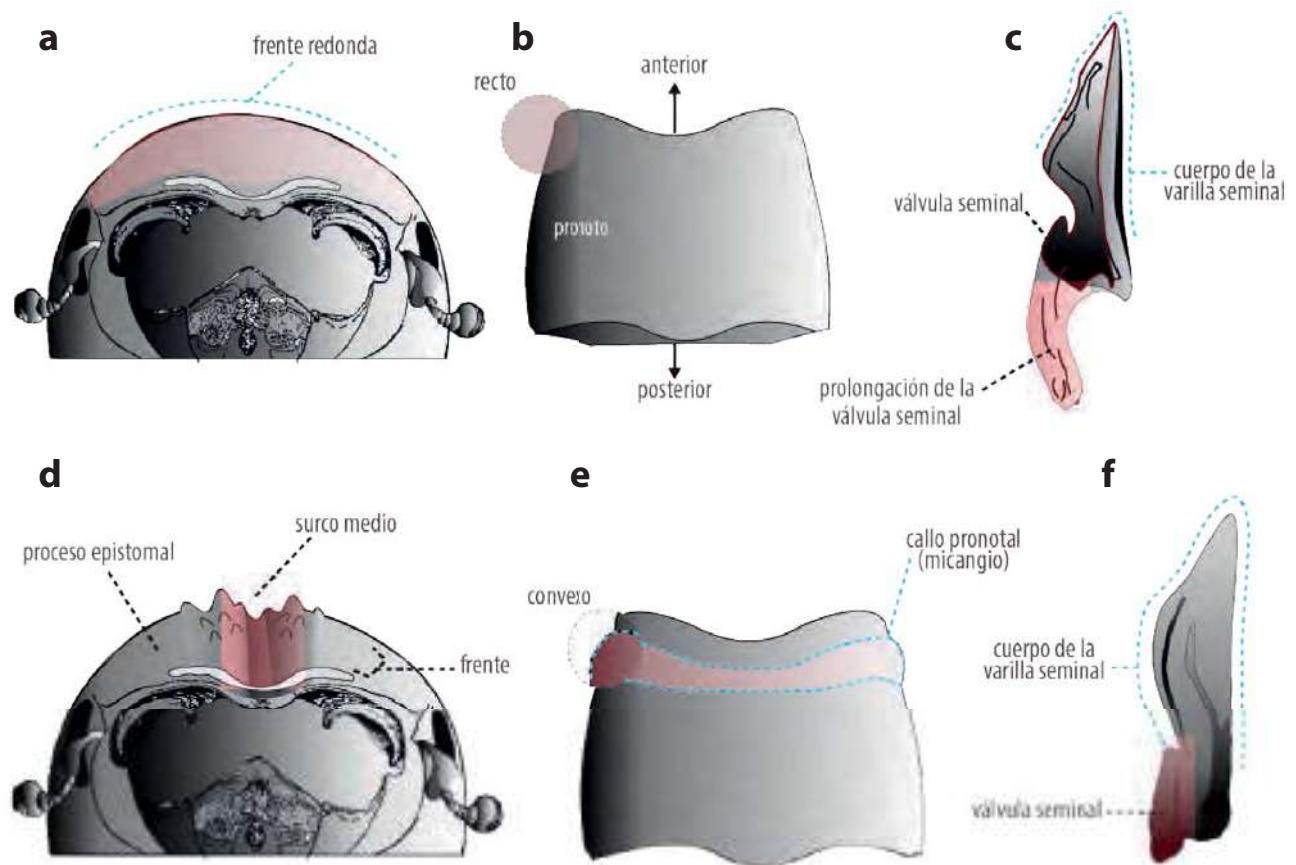 a
frente redonda
b
anterior
recto
prototo
posterior
c
cuerpo de la
varilla seminal
válvula seminal
prolongación de la
válvula seminal
d
surco medio
proceso epistomal
frente
e
callo pronotal
(micangio)
convexo
f
cuerpo de la
varilla seminal
válvula seminal